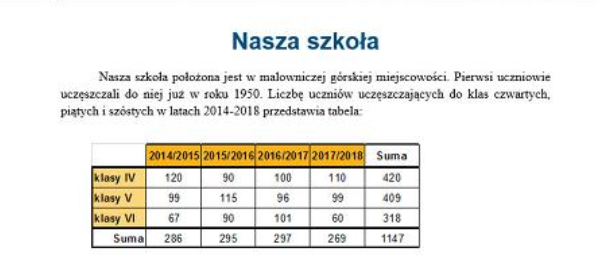 Nasza szkoła
Nasza szkoła położona jest w malowniczej górskiej miejscowości. Pierwsi uczniowie
uczęszczali do niej już w roku 1950. Liczbę uczniów uczęszczających do klas czwartych,
piątych i szóstych w latach 2014-2018 przedstawia tabela:
2014/2015 2015/2016 2016/2017 2017/2018 Suma
klasy IV 120 90 100 110 420
klasy V 99 115 96 99 409
klasy VI 67 90 101 60 318
Suma 286 295 297 269 1147